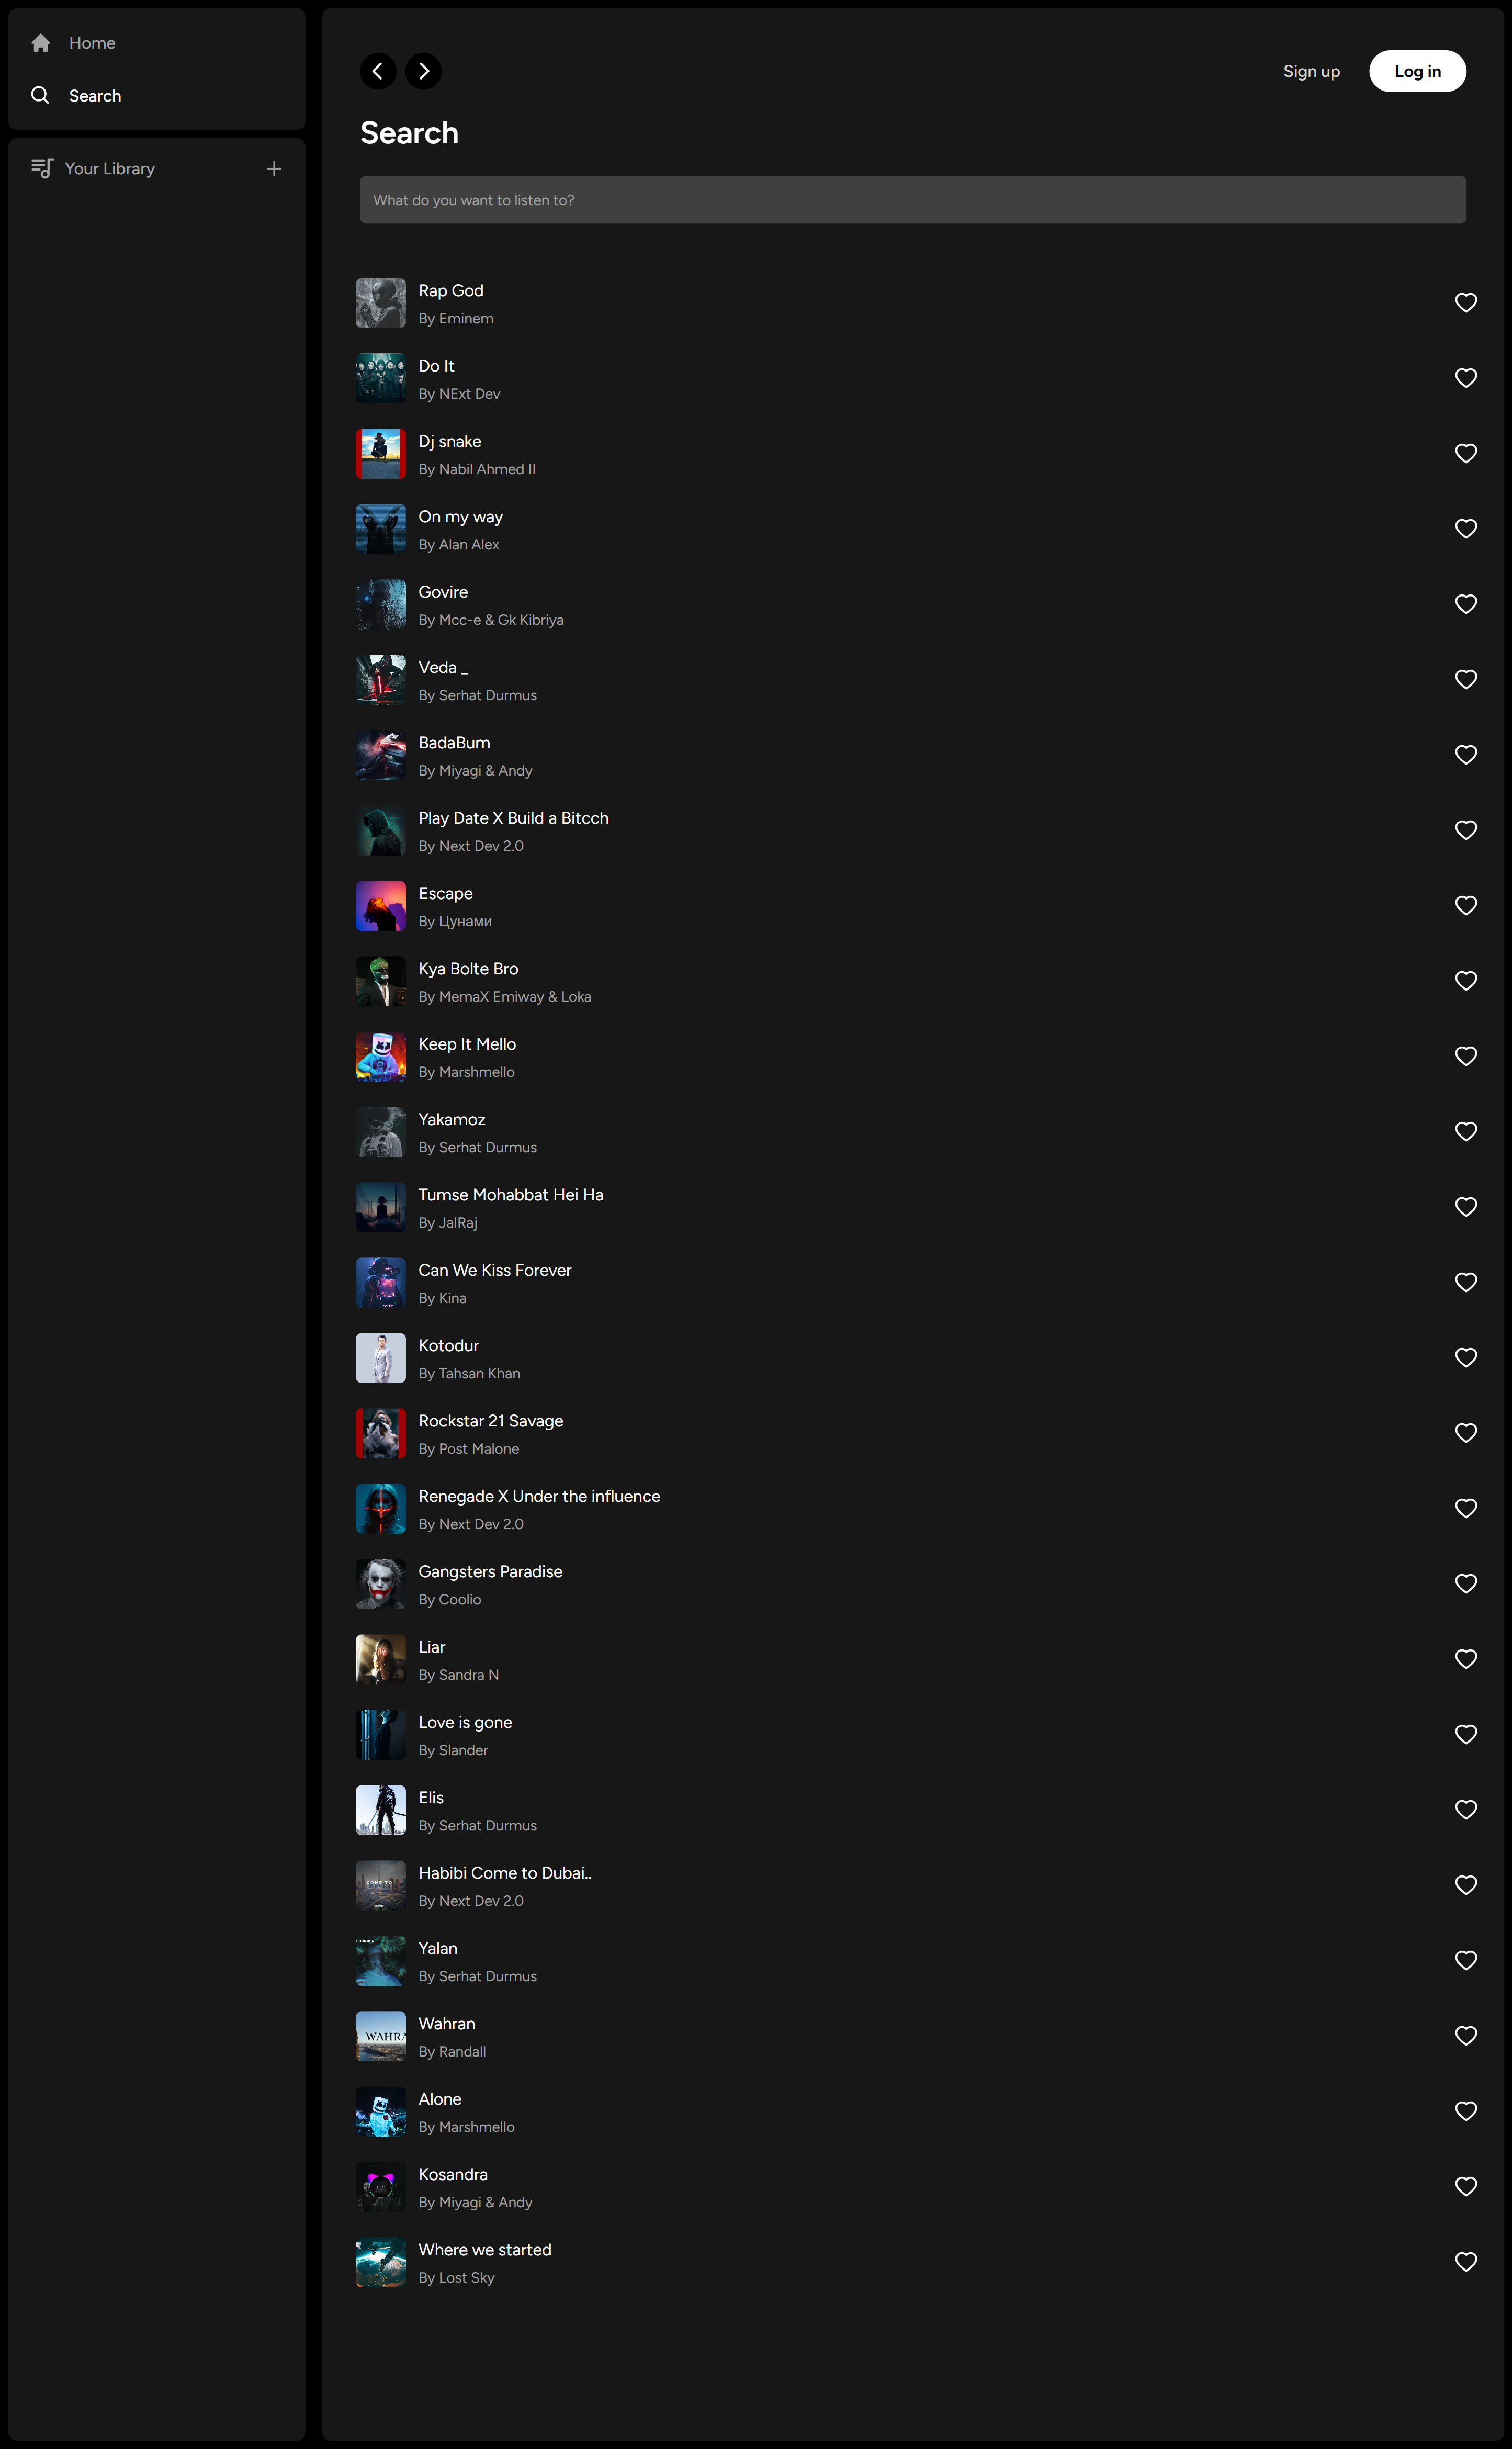 Home
Search
Your Library
Sign up
Log in
Search
What do you want to listen to?
Rap God
By Eminem
Do It
By NExt Dev
Dj snake
By Nabil Ahmed II
On my way
By Alan Alex
Govire
By Mcc-e & Gk Kibriya
Veda _
By Serhat Durmus
BadaBum
By Miyagi & Andy
Play Date X Build a Bitcch
By Next Dev 2.0
Escape
By Цунами
Kya Bolte Bro
By MemaX Emiway & Loka
Keep It Mello
By Marshmello
Yakamoz
By Serhat Durmus
Tumse Mohabbat Hei Ha
By JalRaj
Can We Kiss Forever
By Kina
Kotodur
By Tahsan Khan
Rockstar 21 Savage
By Post Malone
Renegade X Under the influence
By Next Dev 2.0
Gangsters Paradise
By Coolio
Liar
By Sandra N
Love is gone
By Slander
Elis
By Serhat Durmus
COME TO
Habibi Come to Dubai..
By Next Dev 2.0
Yalan
By Serhat Durmus
WAHRA
Wahran
By Randall
Alone
By Marshmello
Kosandra
By Miyagi & Andy
Where we started
By Lost Sky